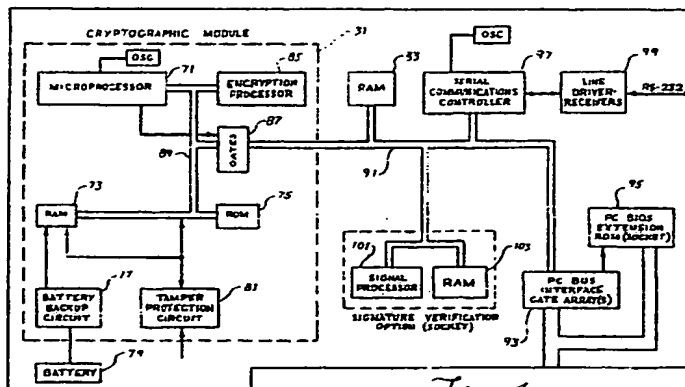 CRYPTOGRAPHIC MODULE
31
OSC
MICROPROCESSOR
71
85
ENCRYPTION
PROCESSOR
87
GATES
89
33
RAM
OSC
97
SERIAL
COMMUNICATIONS
CONTROLLER
99
LINE
DRIVER-
RECEIVERS
RS-232
91
73
RAM
75
ROM
17
BATTERY
BACKUP
CIRCUIT
81
TAMPER
PROTECTION
CIRCUIT
BATTERY
79
101
SIGNAL
PROCESSOR
103
RAM
SIGNATURE VERIFICATION
OPTION (SOCKET)
95
PC BIOS
EXTENSION
ROM (SOCKET)
PC BUS
INTERFACE
GATE ARRAY(S)
93